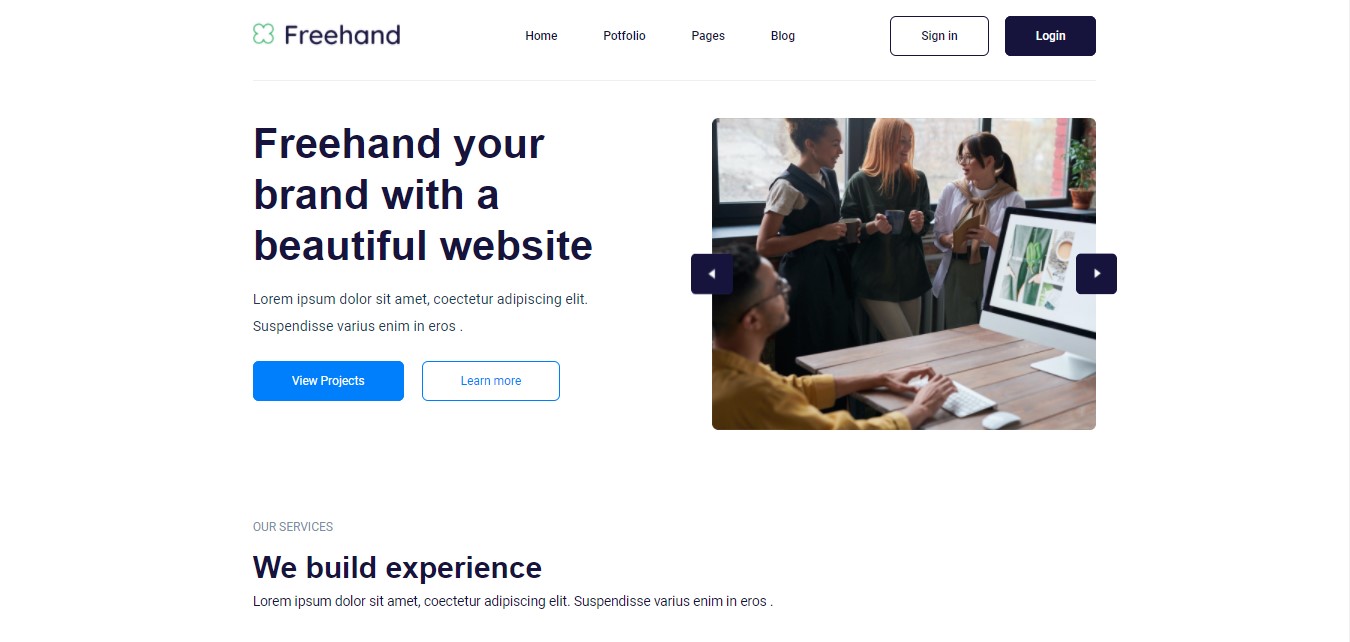 Freehand
Home Potfolio Pages Blog
Sign in Login
Freehand your
brand with a
beautiful website
Lorem ipsum dolor sit amet, coectetur adipiscing elit.
Suspendisse varius enim in eros .
View Projects Learn more
OUR SERVICES
We build experience
Lorem ipsum dolor sit amet, coectetur adipiscing elit. Suspendisse varius enim in eros .